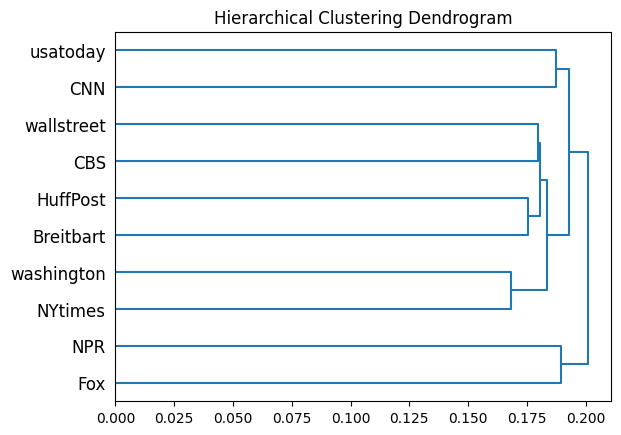 Hierarchical Clustering Dendrogram
usatoday
CNN
wallstreet
CBS
HuffPost
Breitbart
washington
NYtimes
NPR
Fox
0.000 0.025 0.050 0.075 0.100 0.125 0.150 0.175 0.200